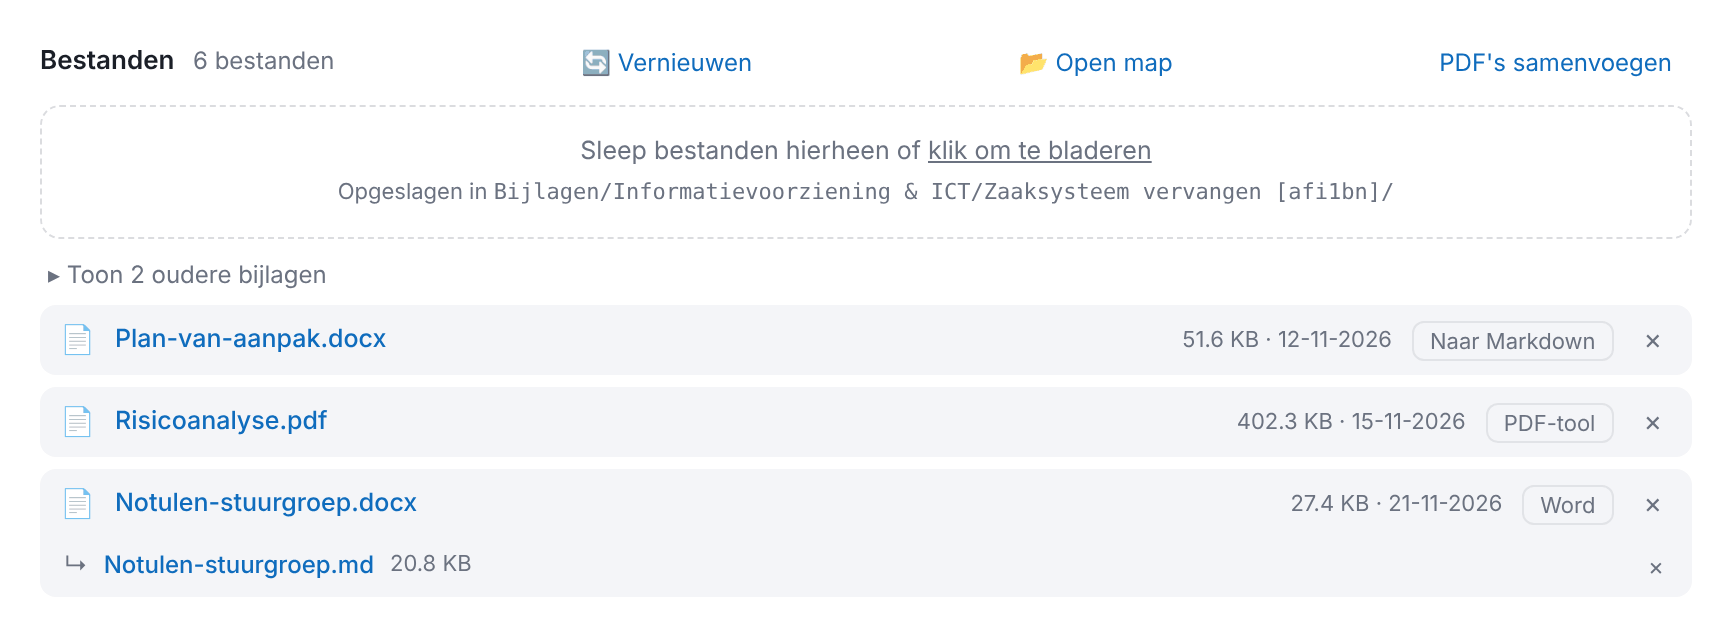 Bestanden 6 bestanden 🔄 Vernieuwen 📂 Open map PDF's samenvoegen
Sleep bestanden hierheen of klik om te bladeren
Opgeslagen in Bijlagen/Informatievoorziening & ICT/Zaaksysteem vervangen [afi1bn]/
▸ Toon 2 oudere bijlagen
Plan-van-aanpak.docx 51.6 KB · 12-11-2026 Naar Markdown ×
Risicoanalyse.pdf 402.3 KB · 15-11-2026 PDF-tool ×
Notulen-stuurgroep.docx 27.4 KB · 21-11-2026 Word ×
↳ Notulen-stuurgroep.md 20.8 KB ×